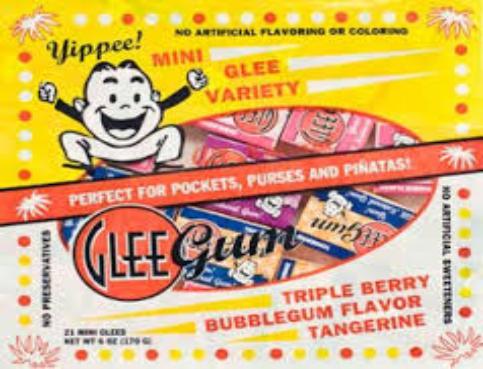 NO ARTIFICIAL FLAVORING OR COLORING
Yippee!
MINI
GLEE
VARIETY
PERFECT FOR POCKETS, PURSES AND PIÑATAS!
GLEE Gum
NO PRESERVATIVES
NO ARTIFICIAL SWEETENERS
TRIPLE BERRY
BUBBLEGUM FLAVOR
TANGERINE
21 MINI GLEES
NET WT 6 OZ (170 G)